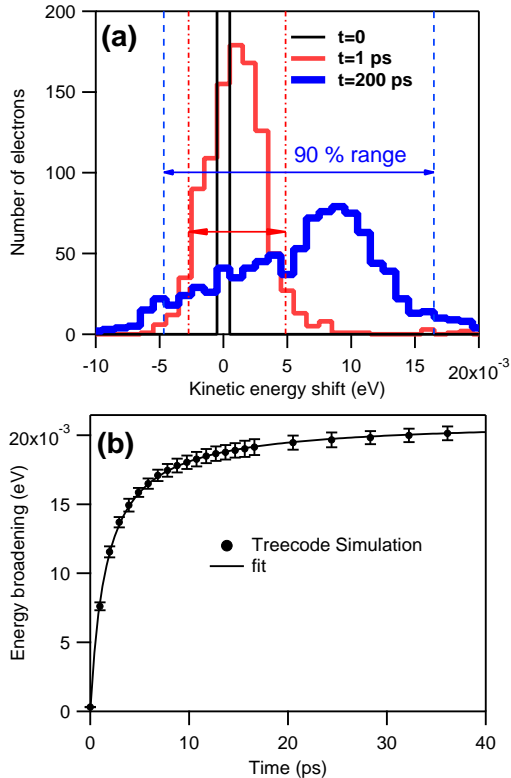 200
(a)
t=0
t=1 ps
t=200 ps
150
90 % range
100
50
0
Number of electrons
-10
-5
0
5
10
15
20x10-3
Kinetic energy shift (eV)
20x10-3
(b)
15
Treecode Simulation
fit
10
5
0
Energy broadening (eV)
0
10
20
30
40
Time (ps)